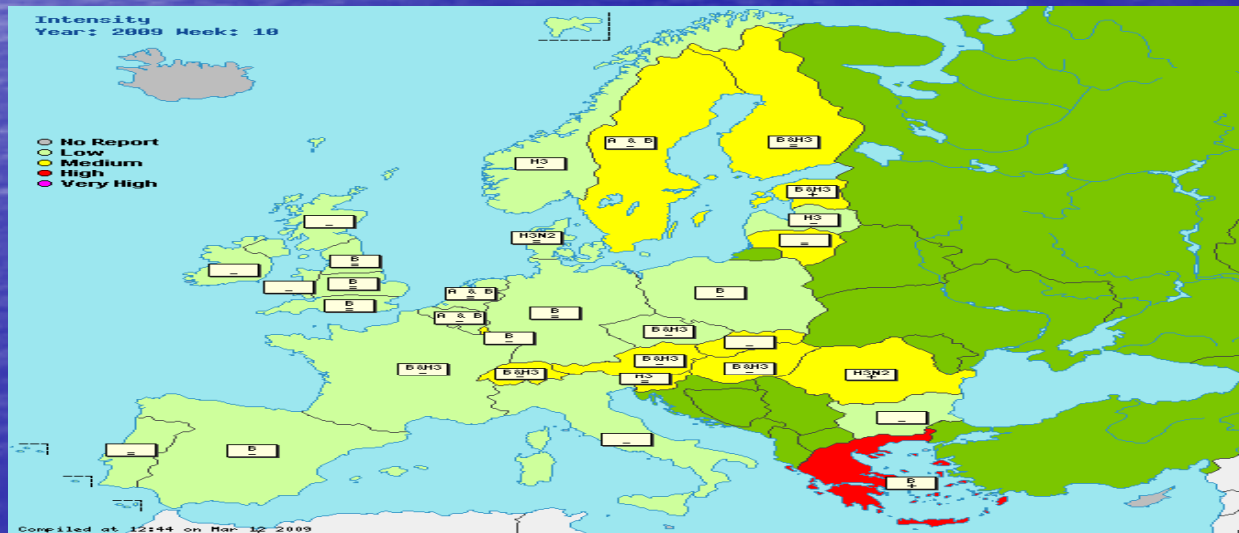 Intensity
Year: 2009 Week: 10
No Report
Low
Medium
High
Very High
A & B
–
B&H3
=
H3
–
B&H3
+
H3
–
–
H3N2
=
=
–
B
=
–
B
=
–
B
=
A & B
=
A & B
–
B
=
B
–
B
–
B&H3
–
–
B&H3
–
B&H3
–
B&H3
–
B&H3
–
H3
=
H3N2
+
–
–
=
B
–
B
+
Compiled at 12:44 on Mar 12 2009